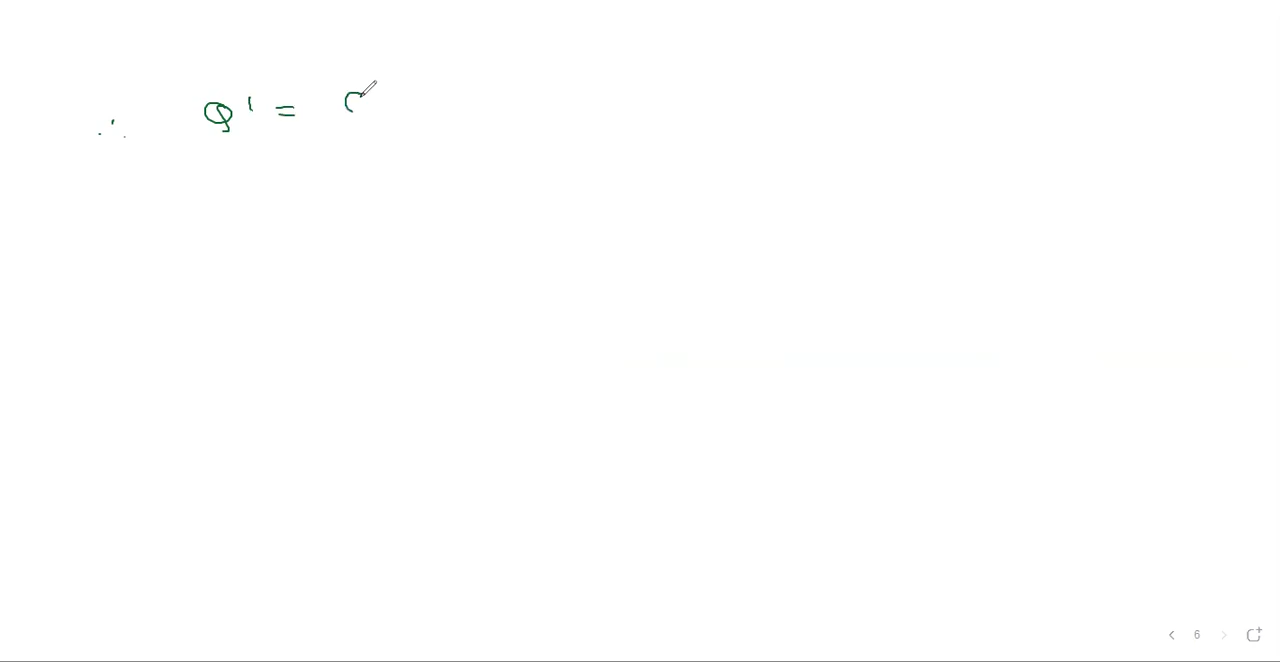 ∴ Q' =
6